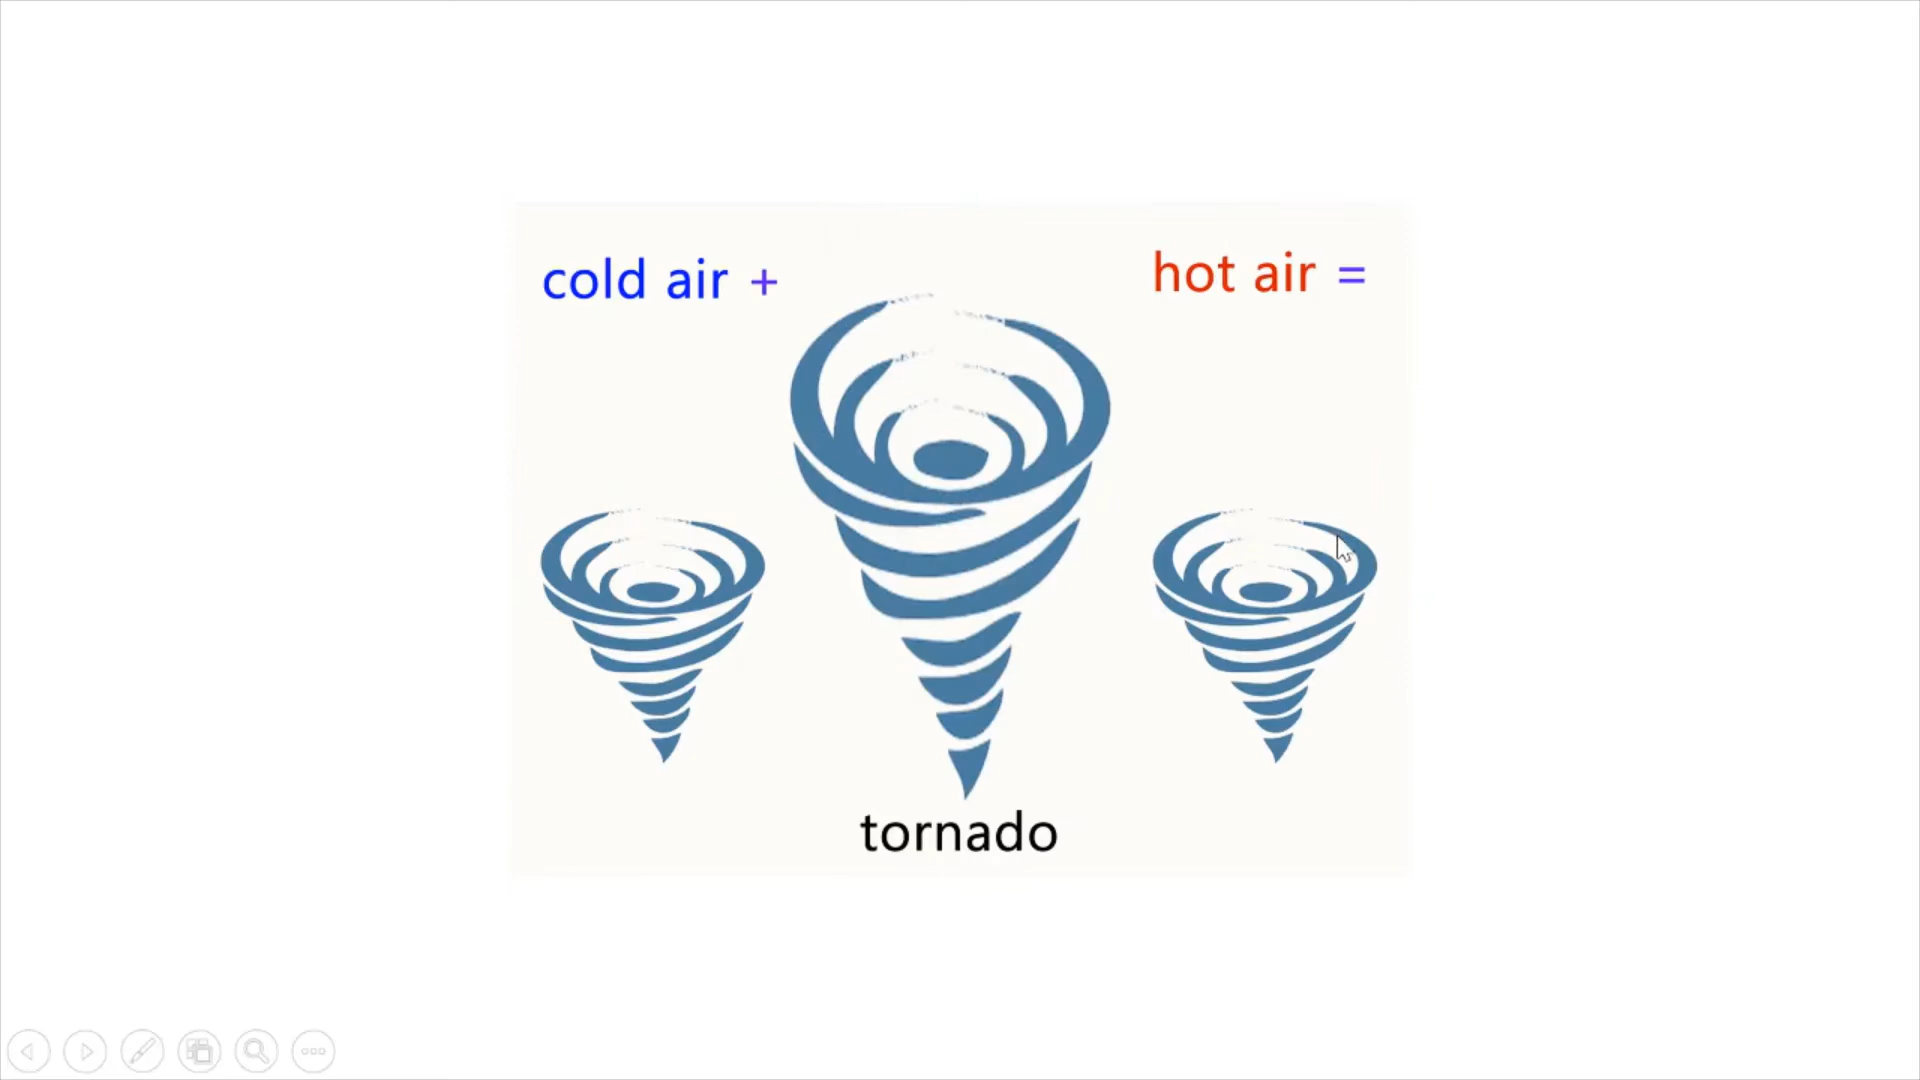 cold air +
hot air =
tornado